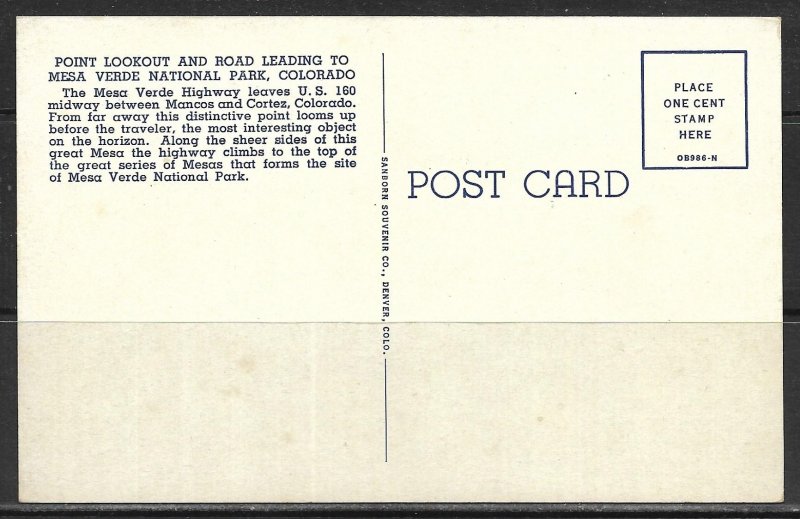 POINT LOOKOUT AND ROAD LEADING TO
MESA VERDE NATIONAL PARK, COLORADO
The Mesa Verde Highway leaves U. S. 160
midway between Mancos and Cortez, Colorado.
From far away this distinctive point looms up
before the traveler, the most interesting object
on the horizon. Along the sheer sides of this
great Mesa the highway climbs to the top of
the great series of Mesas that forms the site
of Mesa Verde National Park.
SANBORN SOUVENIR CO., DENVER, COLO.
POST CARD
PLACE
ONE CENT
STAMP
HERE
OB986-N